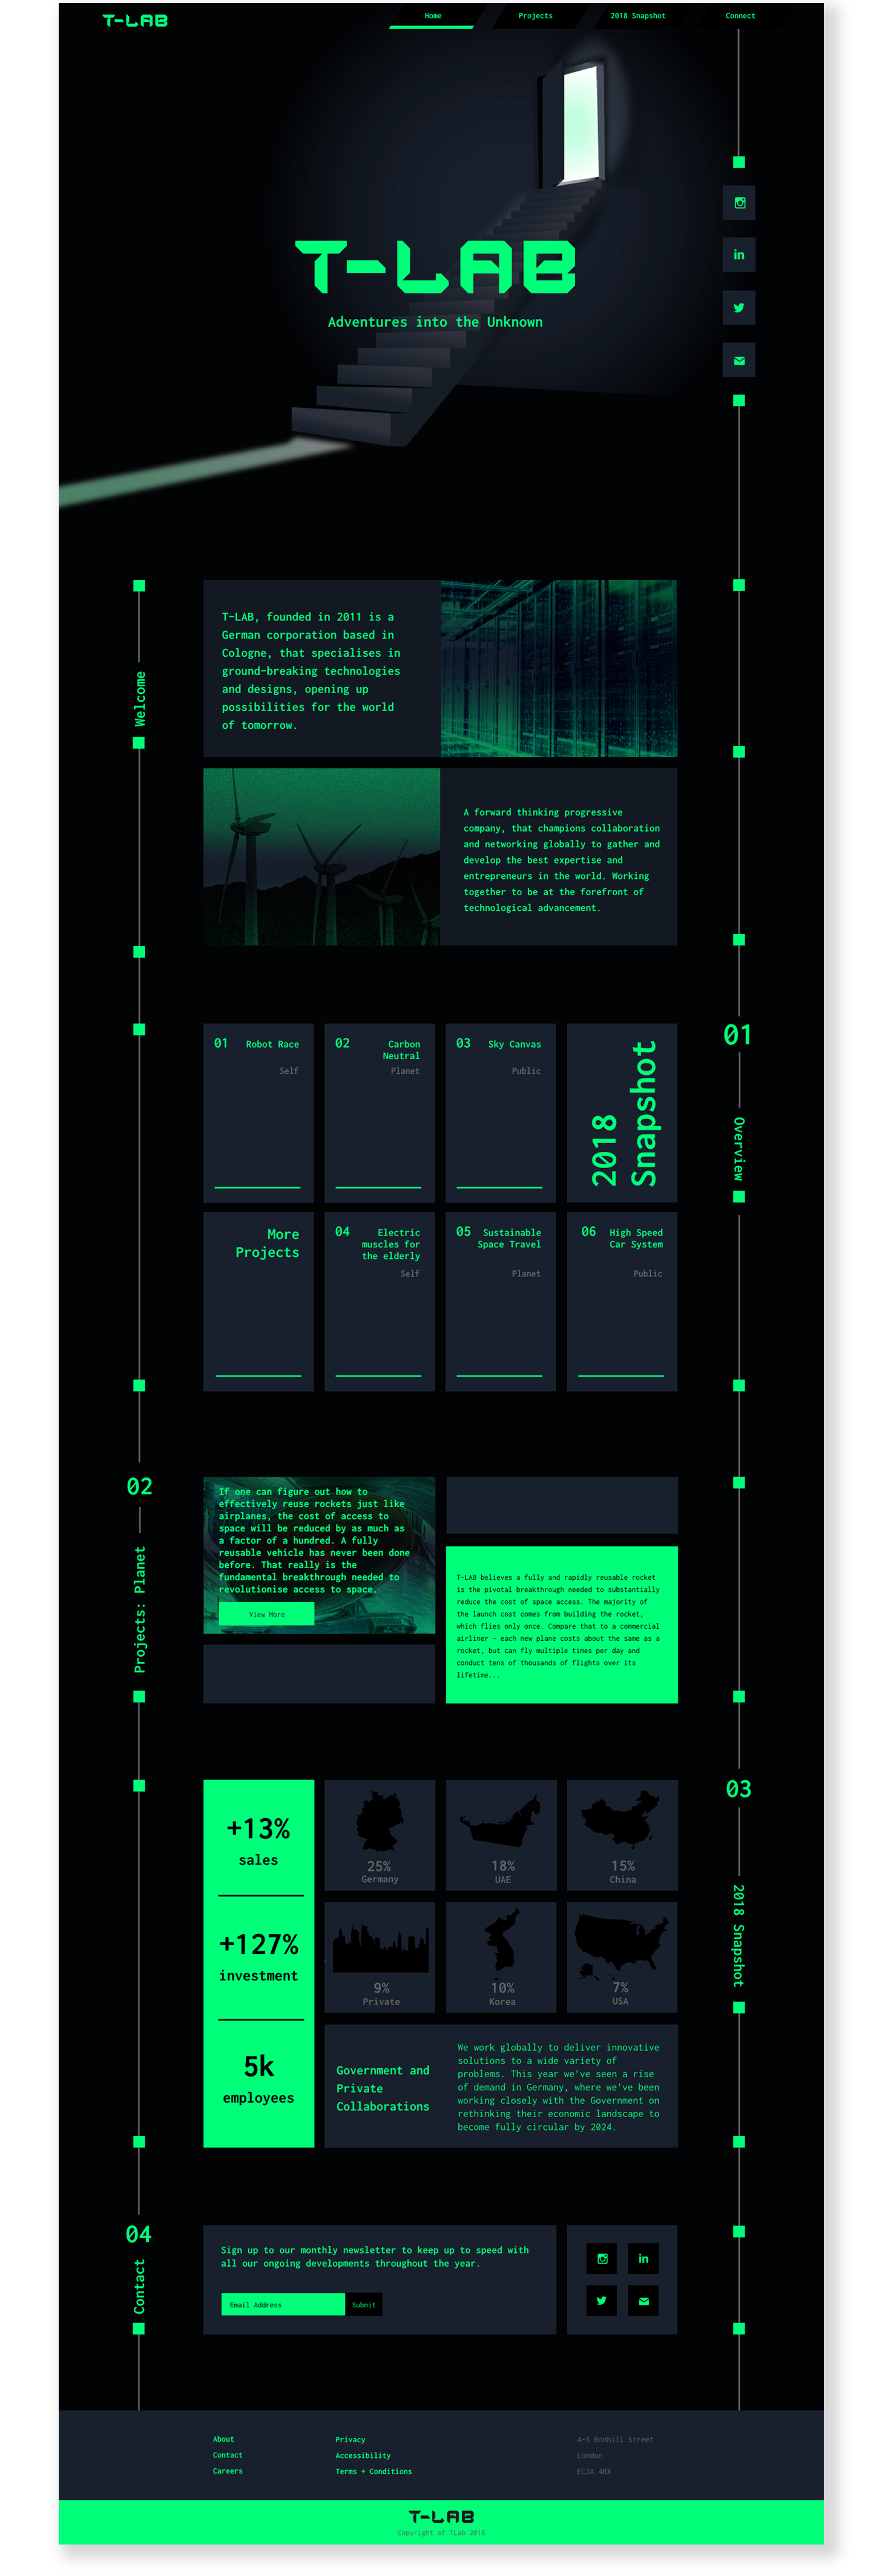 T-LAB
Home
Projects
2018 Snapshot
Connect
T-LAB
Adventures into the Unknown
Welcome
T-LAB, founded in 2011 is a
German corporation based in
Cologne, that specialises in
ground-breaking technologies
and designs, opening up
possibilities for the world
of tomorrow.
A forward thinking progressive
company, that champions collaboration
and networking globally to gather and
develop the best expertise and
entrepreneurs in the world. Working
together to be at the forefront of
technological advancement.
01
Overview
01 Robot Race
Self
02 Carbon
Neutral
Planet
03 Sky Canvas
Public
2018
Snapshot
More
Projects
04 Electric
muscles for
the elderly
Self
05 Sustainable
Space Travel
Planet
06 High Speed
Car System
Public
02
Projects: Planet
If one can figure out how to
effectively reuse rockets just like
airplanes, the cost of access to
space will be reduced by as much as
a factor of a hundred. A fully
reusable vehicle has never been done
before. That really is the
fundamental breakthrough needed to
revolutionise access to space.
View More
T-LAB believes a fully and rapidly reusable rocket
is the pivotal breakthrough needed to substantially
reduce the cost of space access. The majority of
the launch cost comes from building the rocket,
which flies only once. Compare that to a commercial
airliner - each new plane costs about the same as a
rocket, but can fly multiple times per day and
conduct tens of thousands of flights over its
lifetime...
03
2018 Snapshot
+13%
sales
+127%
investment
5k
employees
25%
Germany
18%
UAE
15%
China
9%
Private
10%
Korea
7%
USA
Government and
Private
Collaborations
We work globally to deliver innovative
solutions to a wide variety of
problems. This year we've seen a rise
of demand in Germany, where we've been
working closely with the Government on
rethinking their economic landscape to
become fully circular by 2024.
04
Contact
Sign up to our monthly newsletter to keep up to speed with
all our ongoing developments throughout the year.
Email Address
Submit
About
Contact
Careers
Privacy
Accessibility
Terms + Conditions
4-5 Bonhill Street
London
EC2A 4BX
T-LAB
Copyright of TLab 2018